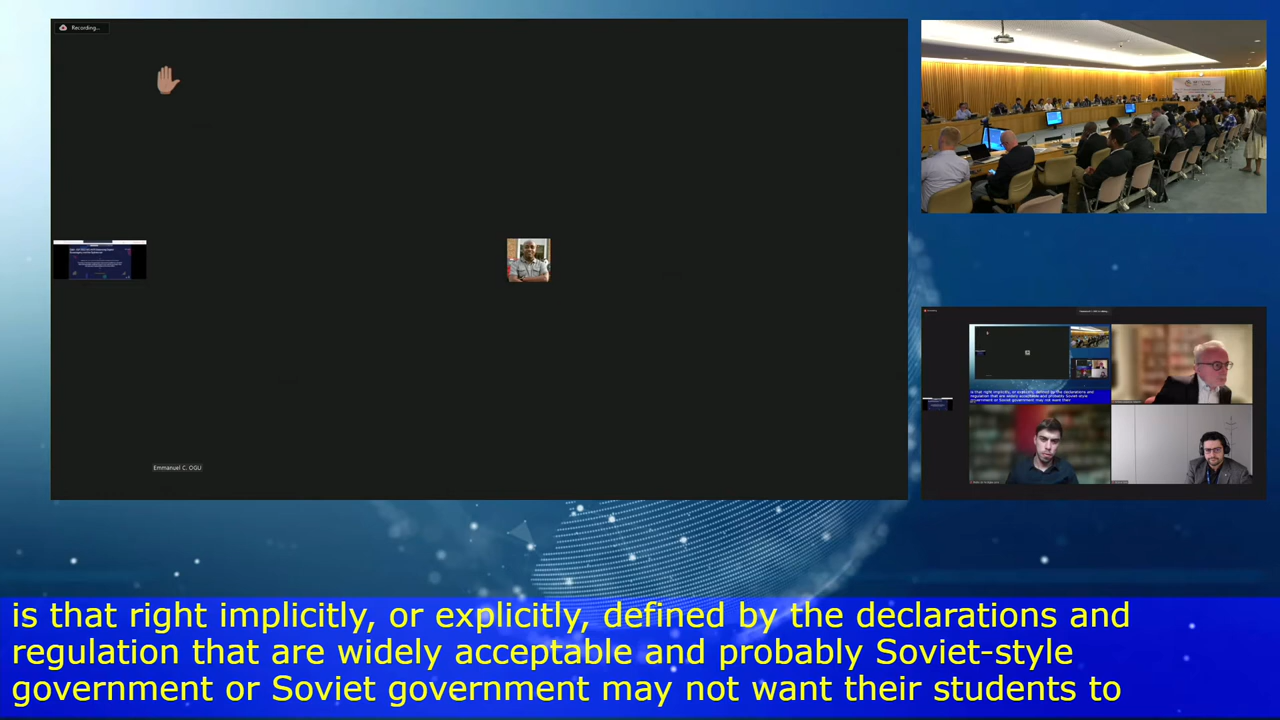 Recording...
Emmanuel C. OGU
is that right implicitly, or explicitly, defined by the declarations and
regulation that are widely acceptable and probably Soviet-style
government or Soviet government may not want their students to